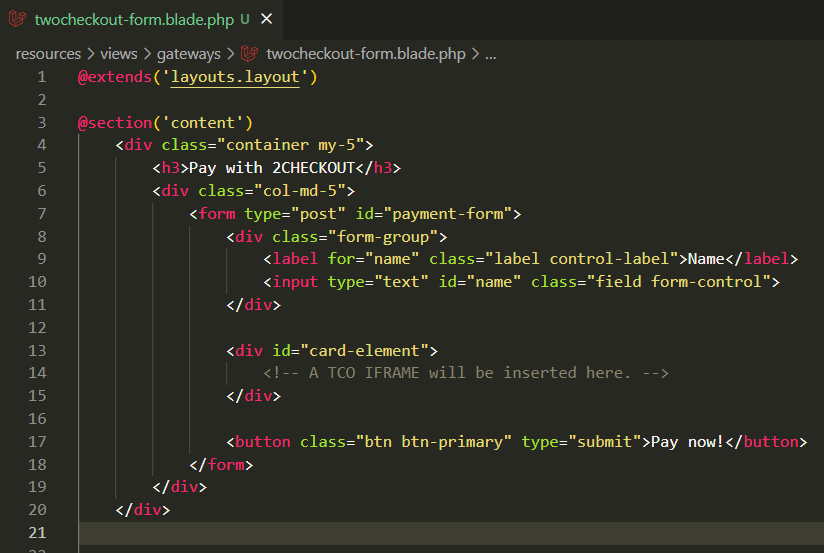 twocheckout-form.blade.php U ×
resources > views > gateways > twocheckout-form.blade.php > ...
1 @extends('layouts.layout')
2
3 @section('content')
4 <div class="container my-5">
5 <h3>Pay with 2CHECKOUT</h3>
6 <div class="col-md-5">
7 <form type="post" id="payment-form">
8 <div class="form-group">
9 <label for="name" class="label control-label">Name</label>
10 <input type="text" id="name" class="field form-control">
11 </div>
12
13 <div id="card-element">
14 <!-- A TCO IFRAME will be inserted here. -->
15 </div>
16
17 <button class="btn btn-primary" type="submit">Pay now!</button>
18 </form>
19 </div>
20 </div>
21